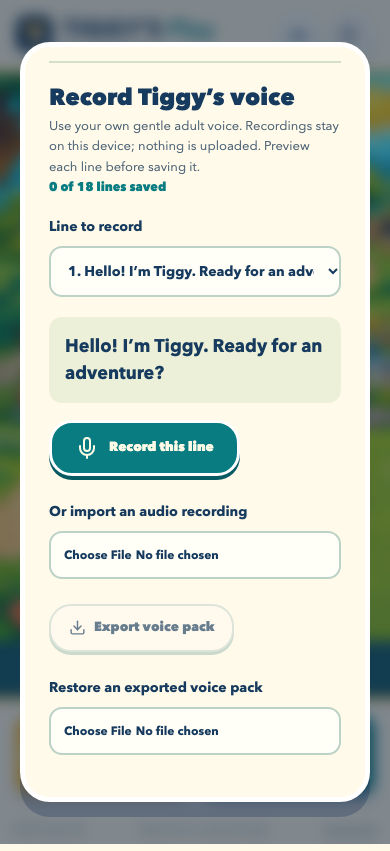 TIGGY'S Play
Record Tiggy’s voice
Use your own gentle adult voice. Recordings stay
on this device; nothing is uploaded. Preview
each line before saving it.
0 of 18 lines saved
Line to record
1. Hello! I’m Tiggy. Ready for an adv
Hello! I’m Tiggy. Ready for an
adventure?
Record this line
Or import an audio recording
Choose File No file chosen
Export voice pack
Restore an exported voice pack
Choose File No file chosen